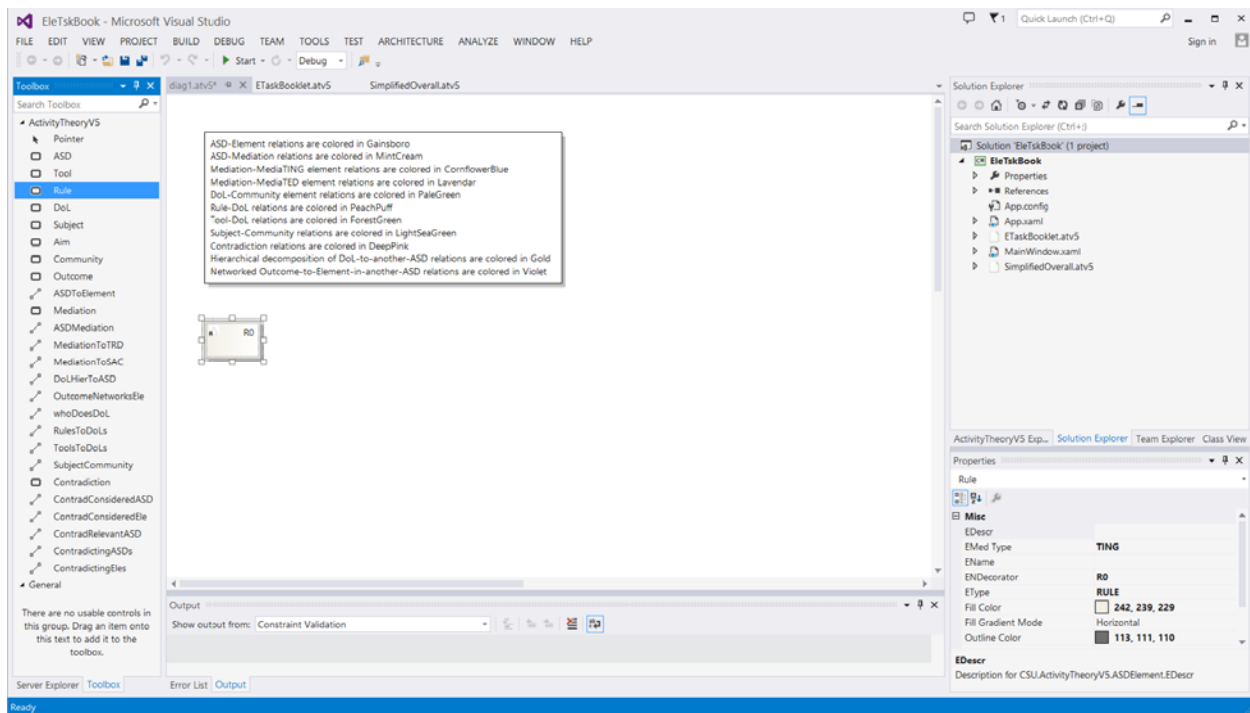 EleTskBook - Microsoft Visual Studio
1
Quick Launch (Ctrl+Q)
FILE EDIT VIEW PROJECT BUILD DEBUG TEAM TOOLS TEST ARCHITECTURE ANALYZE WINDOW HELP
Sign in
Start
Debug
Toolbox
Search Toolbox
ActivityTheoryV5
Pointer
ASD
Tool
Rule
DoL
Subject
Aim
Community
Outcome
ASDToElement
Mediation
ASDMediation
MediationToTRD
MediationToSAC
DoLHierToASD
OutcomeNetworksEle
whoDoesDoL
RulesToDoLs
ToolsToDoLs
SubjectCommunity
Contradiction
ContradConsideredASD
ContradConsideredEle
ContradRelevantASD
ContradictingASDs
ContradictingEles
General
There are no usable controls in
this group. Drag an item onto
this text to add it to the
toolbox.
Server Explorer Toolbox
diag1.atv5* ETaskBooklet.atv5 SimplifiedOverall.atv5
ASD-Element relations are colored in Gainsboro
ASD-Mediation relations are colored in MintCream
Mediation-MediaTING element relations are colored in CornflowerBlue
Mediation-MediaTED element relations are colored in Lavendar
DoL-Community element relations are colored in PaleGreen
Rule-DoL relations are colored in PeachPuff
Tool-DoL relations are colored in ForestGreen
Subject-Community relations are colored in LightSeaGreen
Contradiction relations are colored in DeepPink
Hierarchical decomposition of DoL-to-another-ASD relations are colored in Gold
Networked Outcome-to-Element-in-another-ASD relations are colored in Violet
R0
Output
Show output from: Constraint Validation
Error List Output
Solution Explorer
Search Solution Explorer (Ctrl+;)
Solution 'EleTskBook' (1 project)
EleTskBook
Properties
References
App.config
App.xaml
ETaskBooklet.atv5
MainWindow.xaml
SimplifiedOverall.atv5
ActivityTheoryV5 Exp... Solution Explorer Team Explorer Class View
Properties
Rule
Misc
EDescr
EMed Type TING
EName
ENDecorator R0
EType RULE
Fill Color 242, 239, 229
Fill Gradient Mode Horizontal
Outline Color 113, 111, 110
EDescr
Description for CSU.ActivityTheoryV5.ASDElement.EDescr
Ready